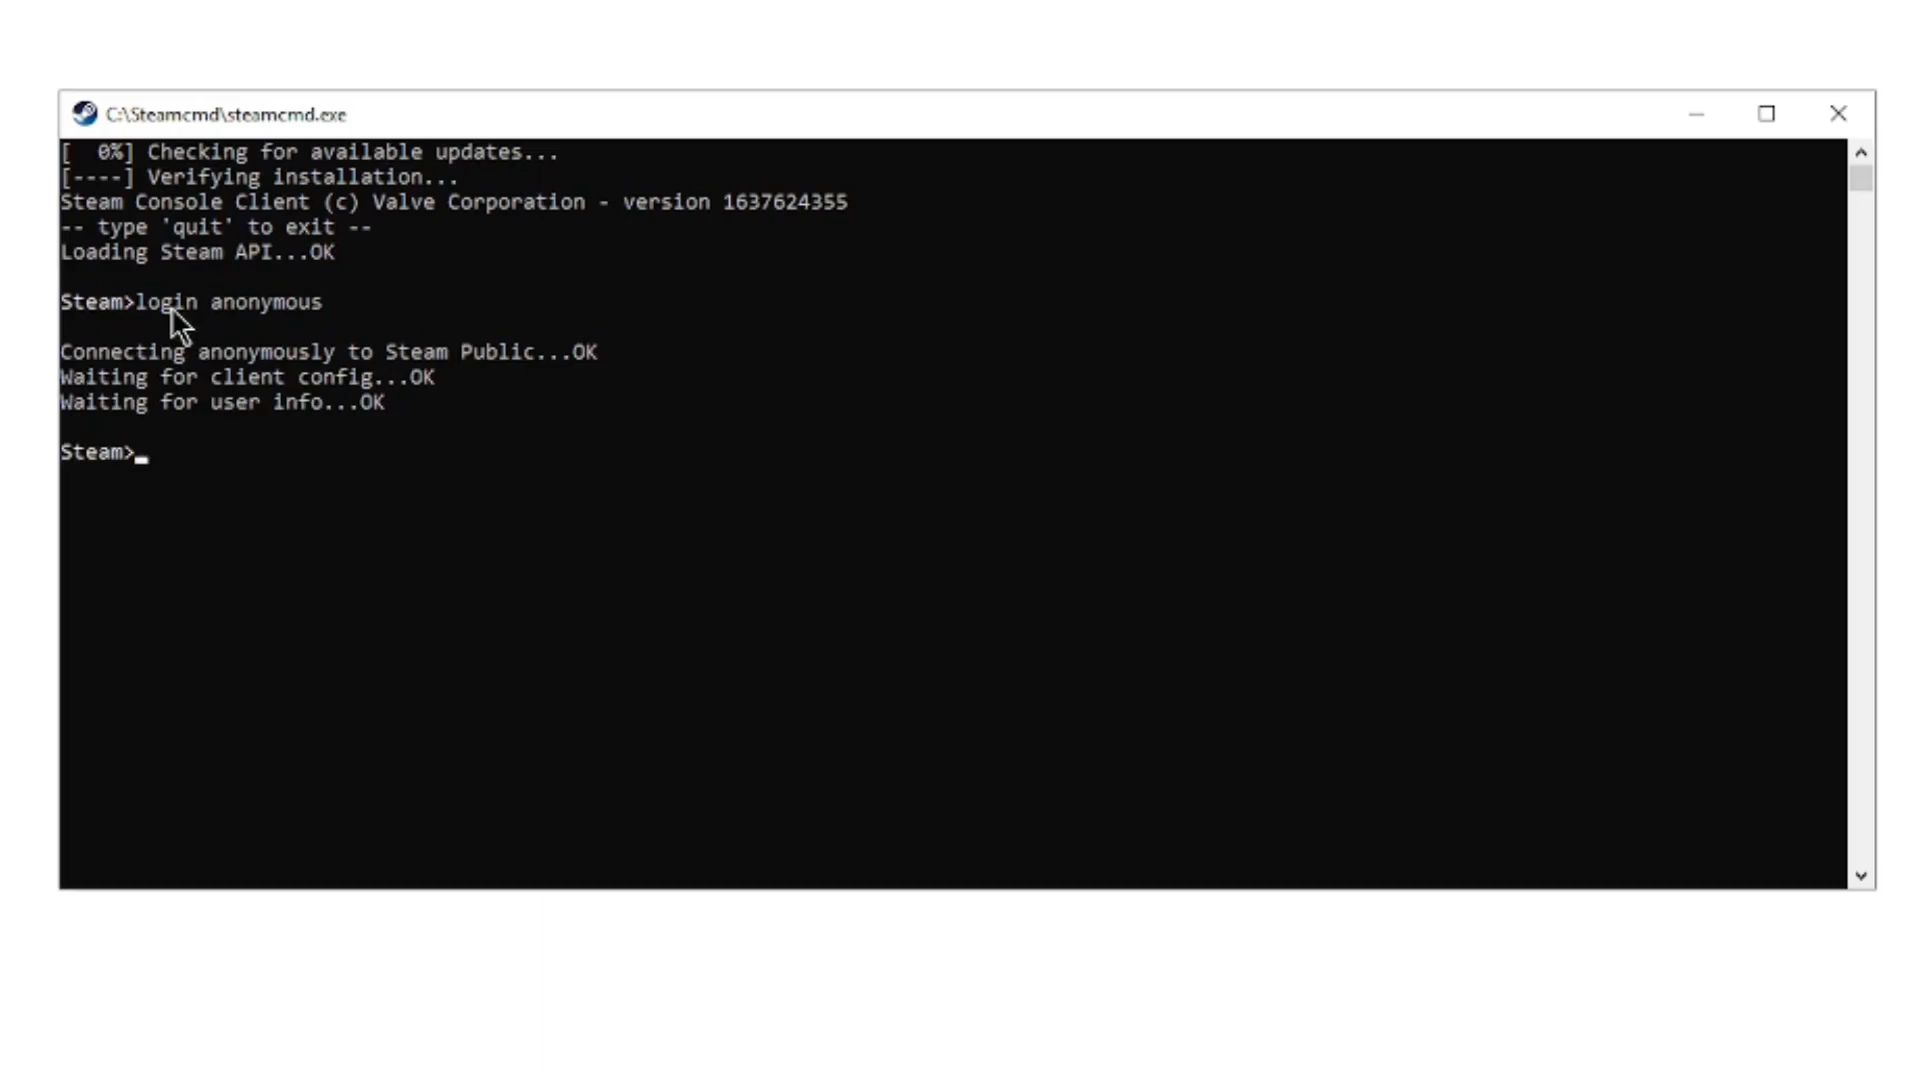 C:\Steamcmd\steamcmd.exe
[  0%] Checking for available updates...
[----] Verifying installation...
Steam Console Client (c) Valve Corporation - version 1637624355
-- type 'quit' to exit --
Loading Steam API...OK
Steam>login anonymous
Connecting anonymously to Steam Public...OK
Waiting for client config...OK
Waiting for user info...OK
Steam>